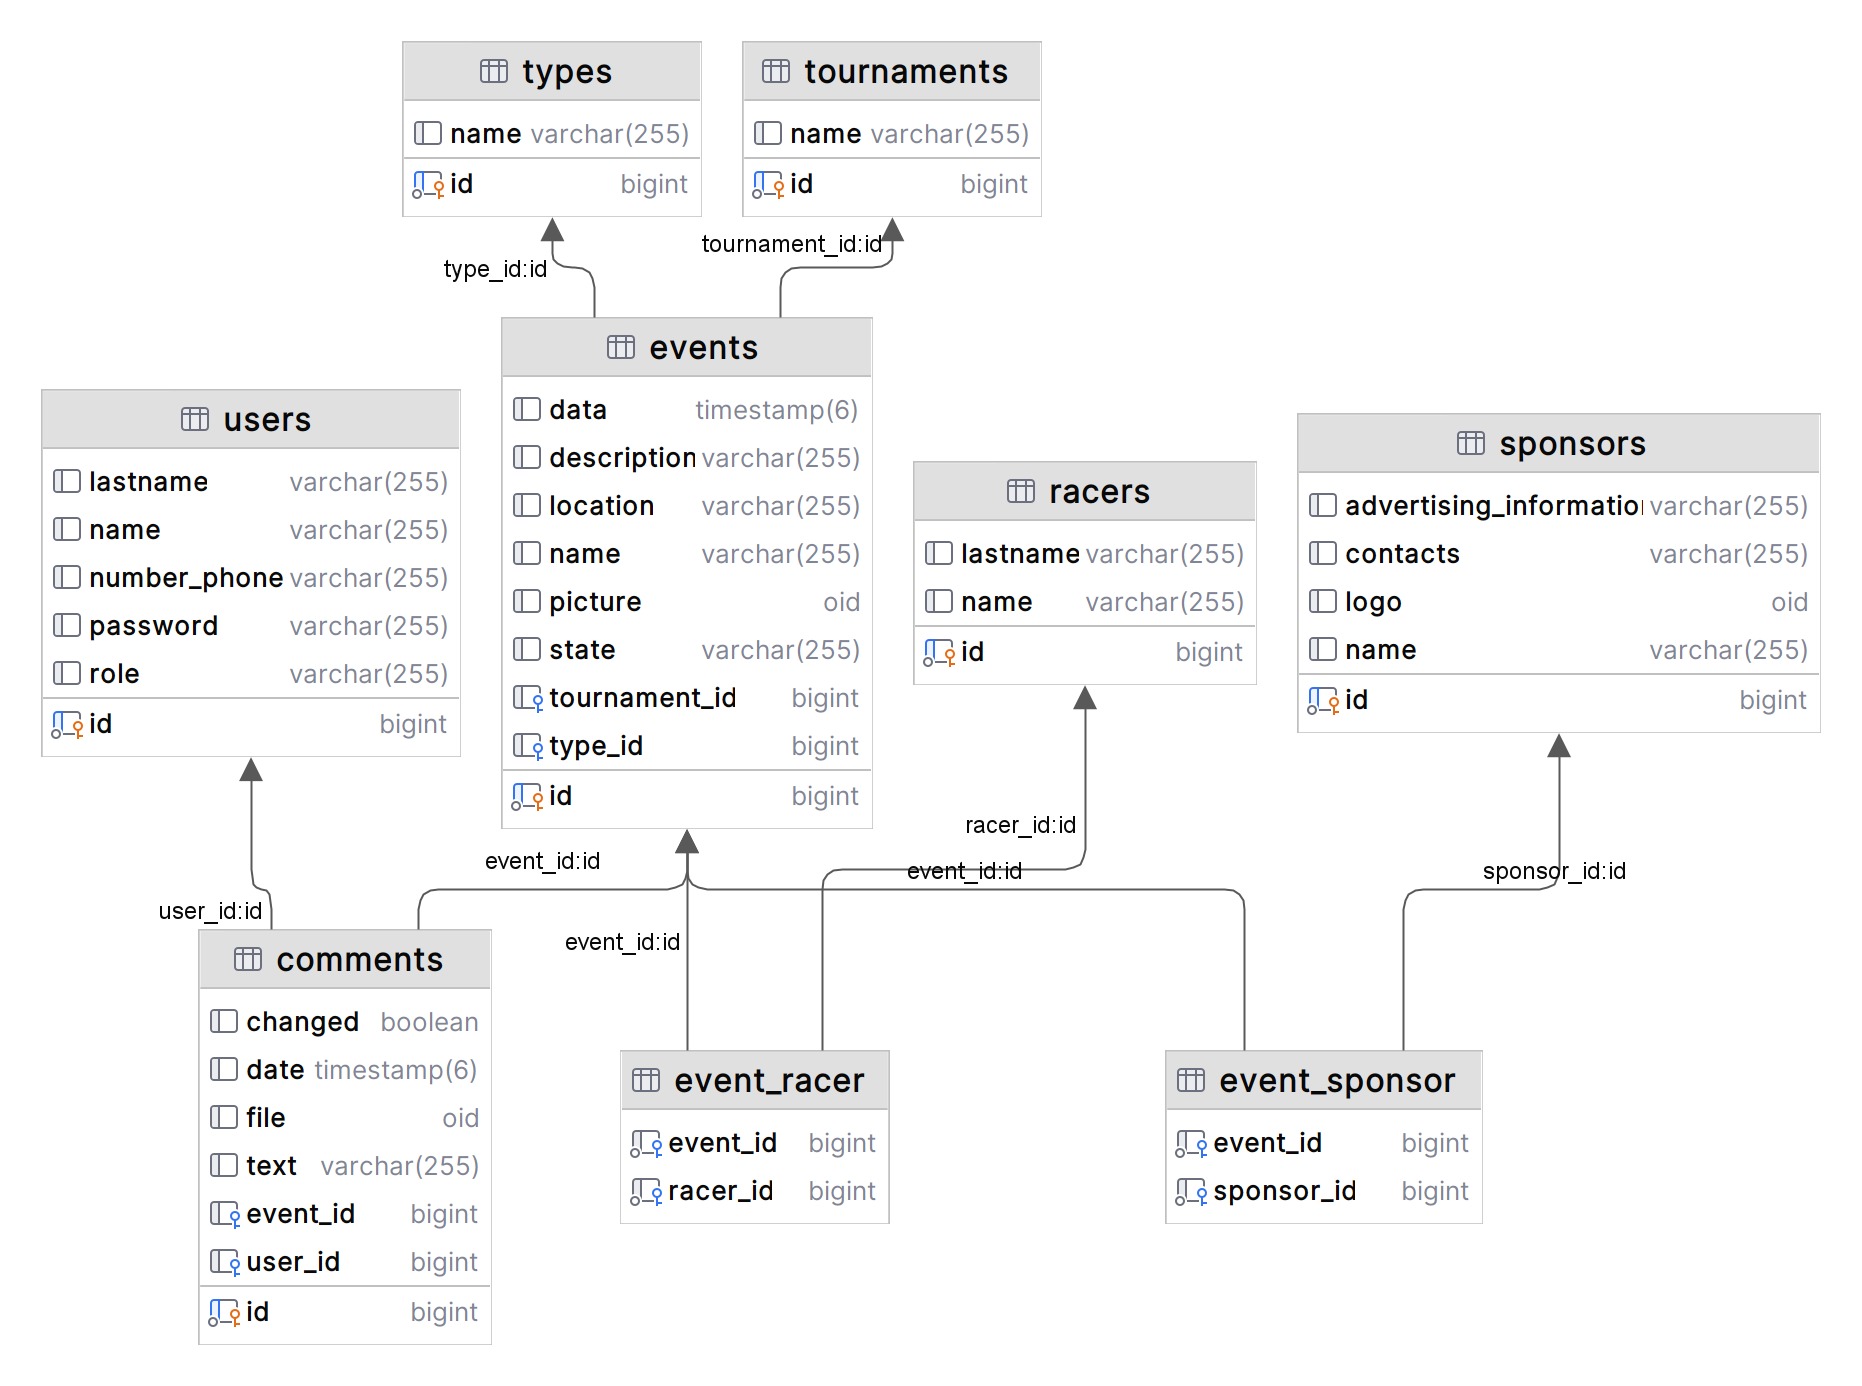 types
name varchar(255)
id bigint
tournaments
name varchar(255)
id bigint
type_id:id
tournament_id:id
events
data timestamp(6)
description varchar(255)
location varchar(255)
name varchar(255)
picture oid
state varchar(255)
tournament_id bigint
type_id bigint
id bigint
users
lastname varchar(255)
name varchar(255)
number_phone varchar(255)
password varchar(255)
role varchar(255)
id bigint
racers
lastname varchar(255)
name varchar(255)
id bigint
sponsors
advertising_informatio varchar(255)
contacts varchar(255)
logo oid
name varchar(255)
id bigint
racer_id:id
event_id:id
event_id:id
sponsor_id:id
user_id:id
event_id:id
comments
changed boolean
date timestamp(6)
file oid
text varchar(255)
event_id bigint
user_id bigint
id bigint
event_racer
event_id bigint
racer_id bigint
event_sponsor
event_id bigint
sponsor_id bigint